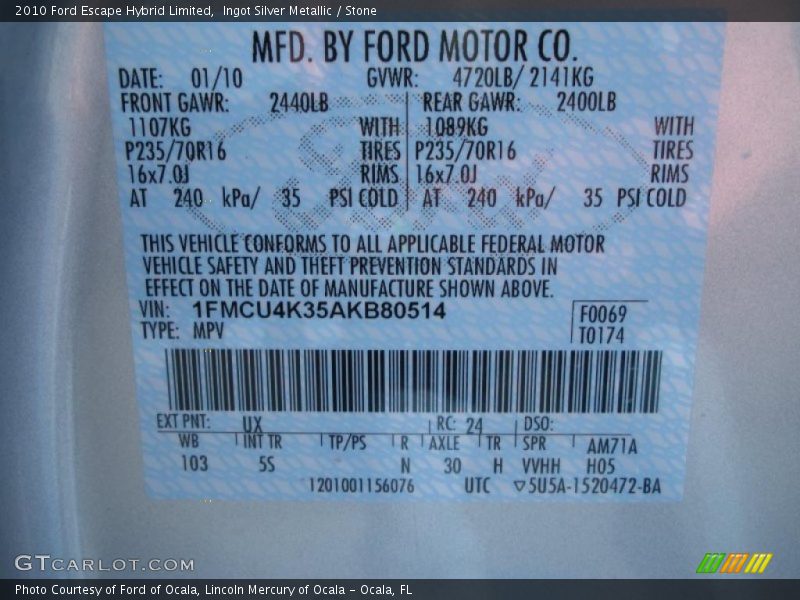 2010 Ford Escape Hybrid Limited,  Ingot Silver Metallic / Stone
MFD. BY FORD MOTOR CO.
DATE: 01/10 GVWR: 4720LB/ 2141KG
FRONT GAWR: 2440LB REAR GAWR: 2400LB
1107KG WITH 1089KG WITH
P235/70R16 TIRES P235/70R16 TIRES
16x7.0J RIMS 16x7.0J RIMS
AT 240 kPa/ 35 PSI COLD AT 240 kPa/ 35 PSI COLD
THIS VEHICLE CONFORMS TO ALL APPLICABLE FEDERAL MOTOR
VEHICLE SAFETY AND THEFT PREVENTION STANDARDS IN
EFFECT ON THE DATE OF MANUFACTURE SHOWN ABOVE.
VIN: 1FMCU4K35AKB80514 F0069
TYPE: MPV T0174
EXT PNT: UX RC: 24 DSO:
WB INT TR TP/PS R AXLE TR SPR AM71A
103 5S N 30 H VVHH H05
1201001156076 UTC ▽5U5A-1520472-BA
GTCARLOT.COM
Photo Courtesy of Ford of Ocala, Lincoln Mercury of Ocala – Ocala, FL